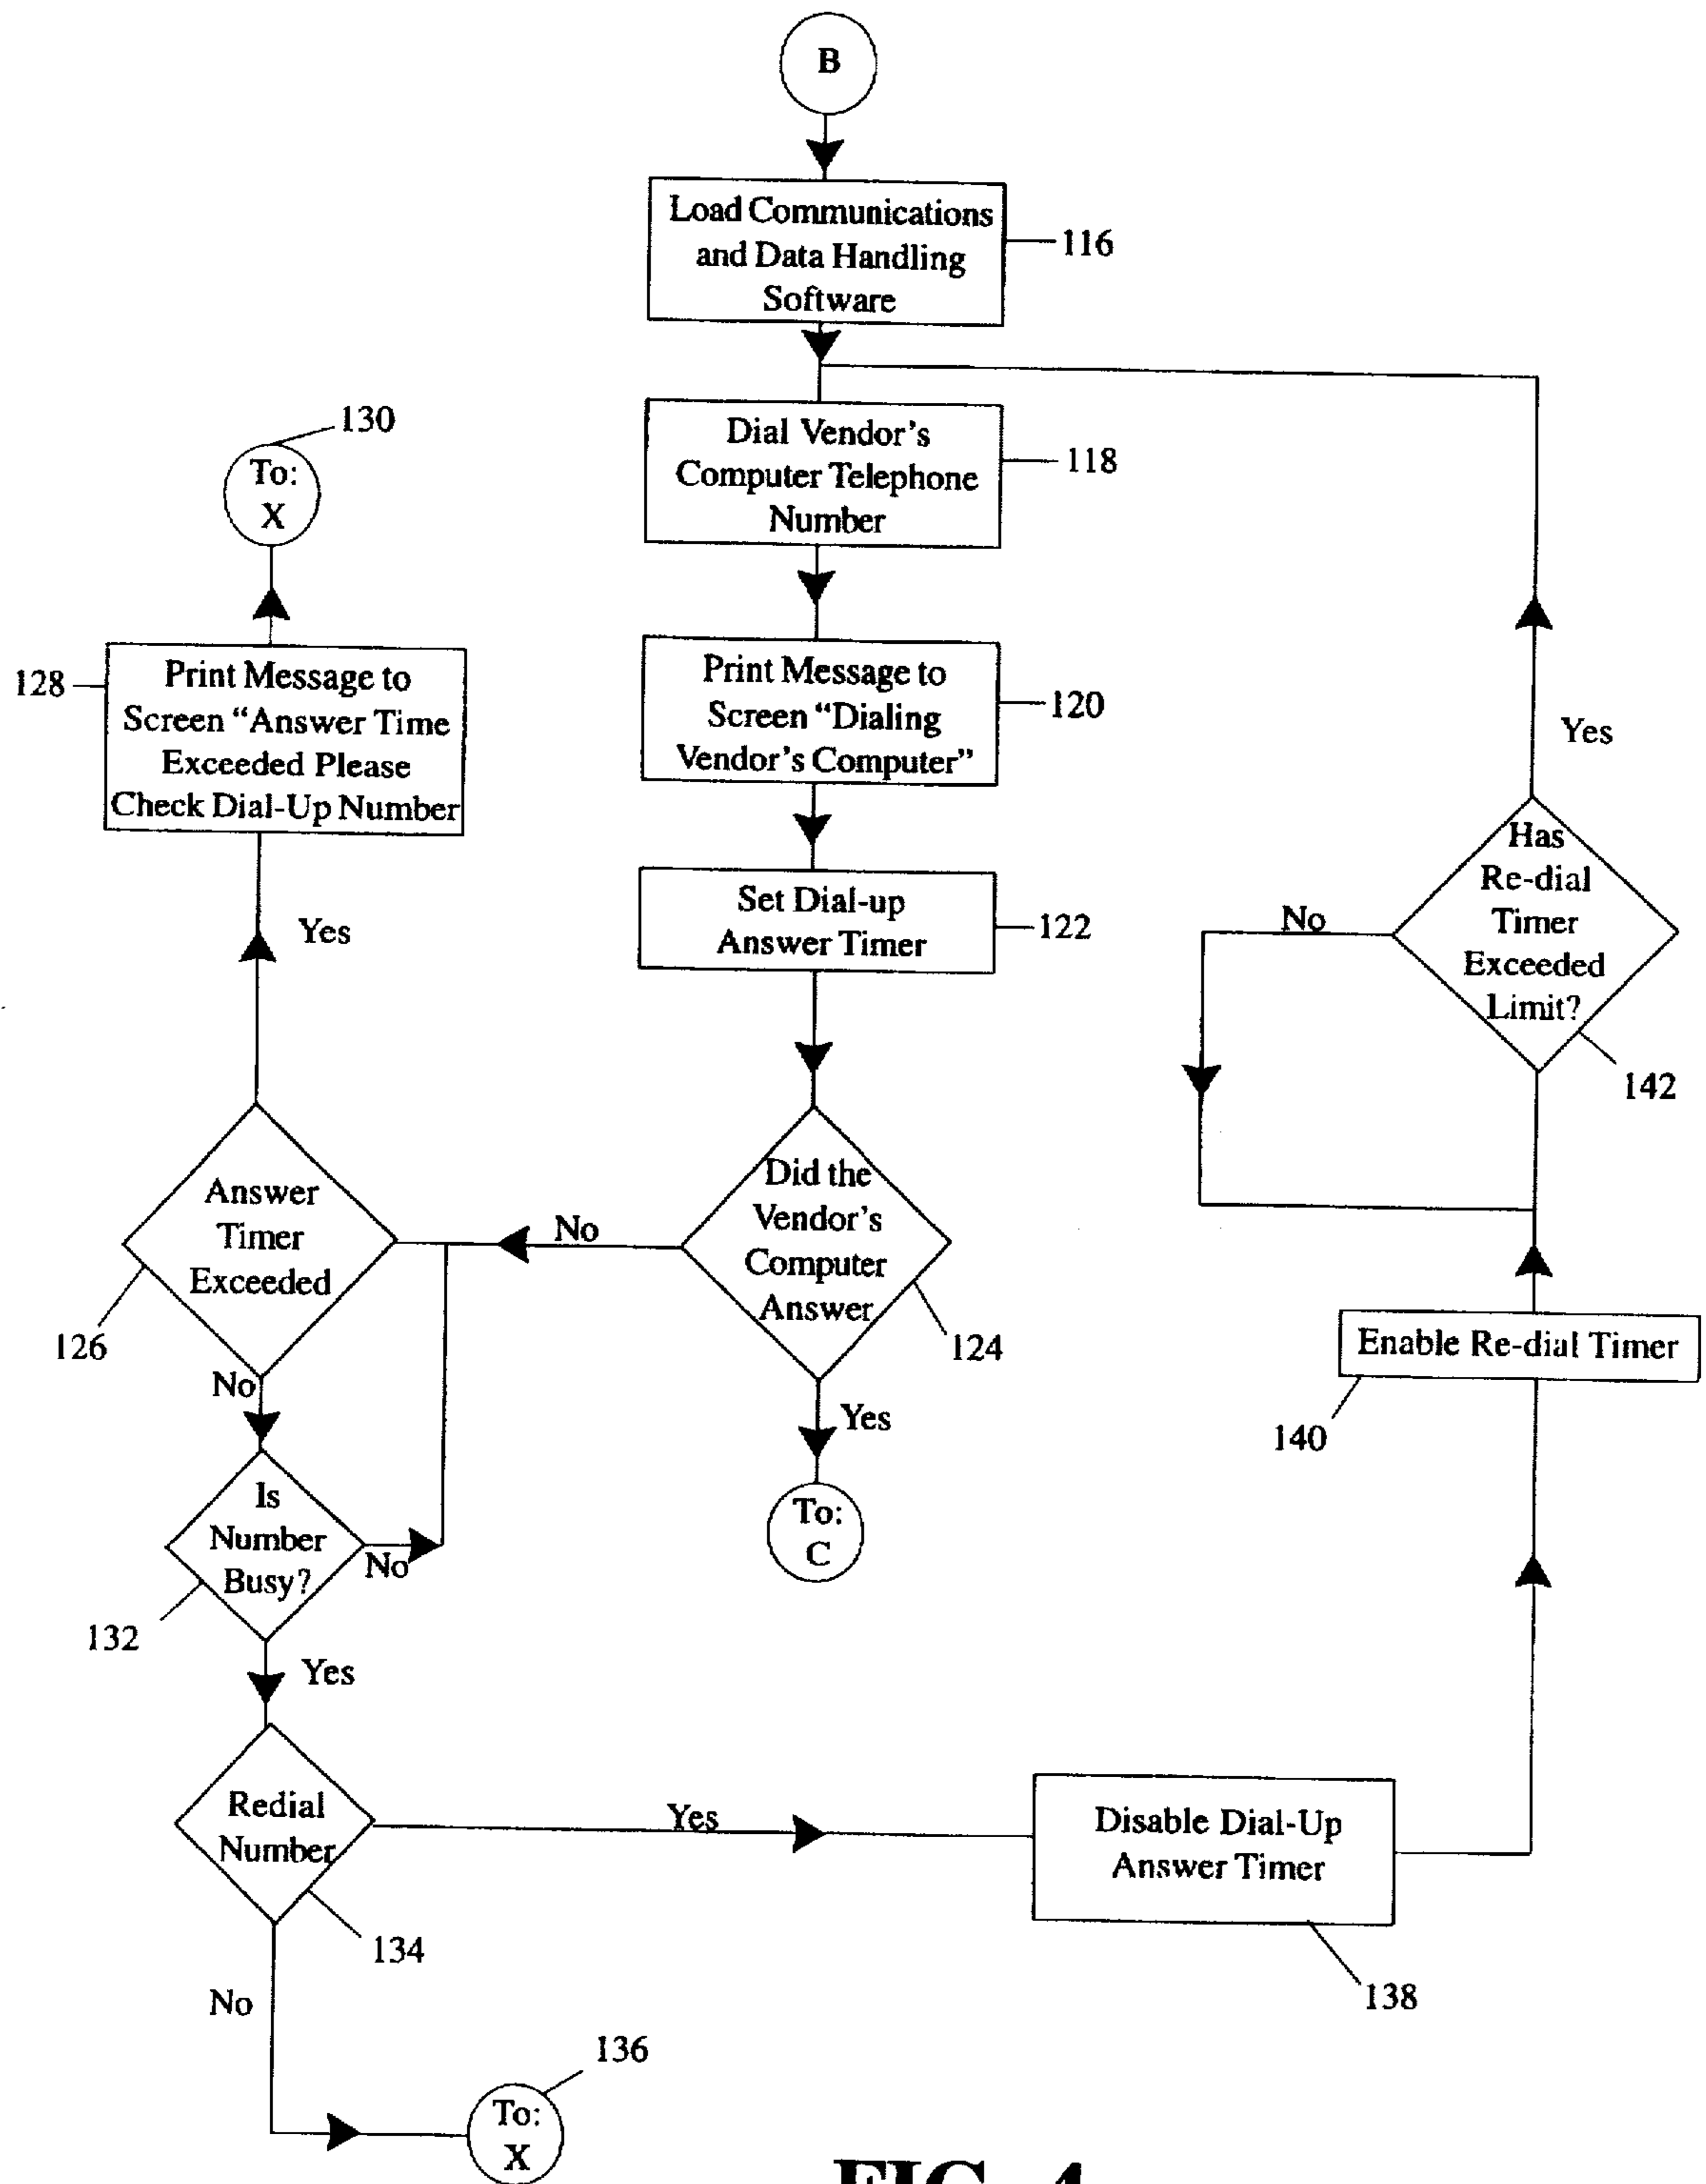 B
Load Communications
and Data Handling
Software
116
Dial Vendor's
Computer Telephone
Number
118
130
To:
X
128
Print Message to
Screen “Answer Time
Exceeded Please
Check Dial-Up Number
Print Message to
Screen “Dialing
Vendor's Computer”
120
Yes
Set Dial-up
Answer Timer
122
Yes
Has
Re-dial
Timer
Exceeded
Limit?
No
142
Answer
Timer
Exceeded
126
No
Did the
Vendor's
Computer
Answer
124
Enable Re-dial Timer
140
No
Yes
Is
Number
Busy?
No
132
To:
C
Yes
Redial
Number
134
Yes
Disable Dial-Up
Answer Timer
138
No
136
To:
X
FIG. 4